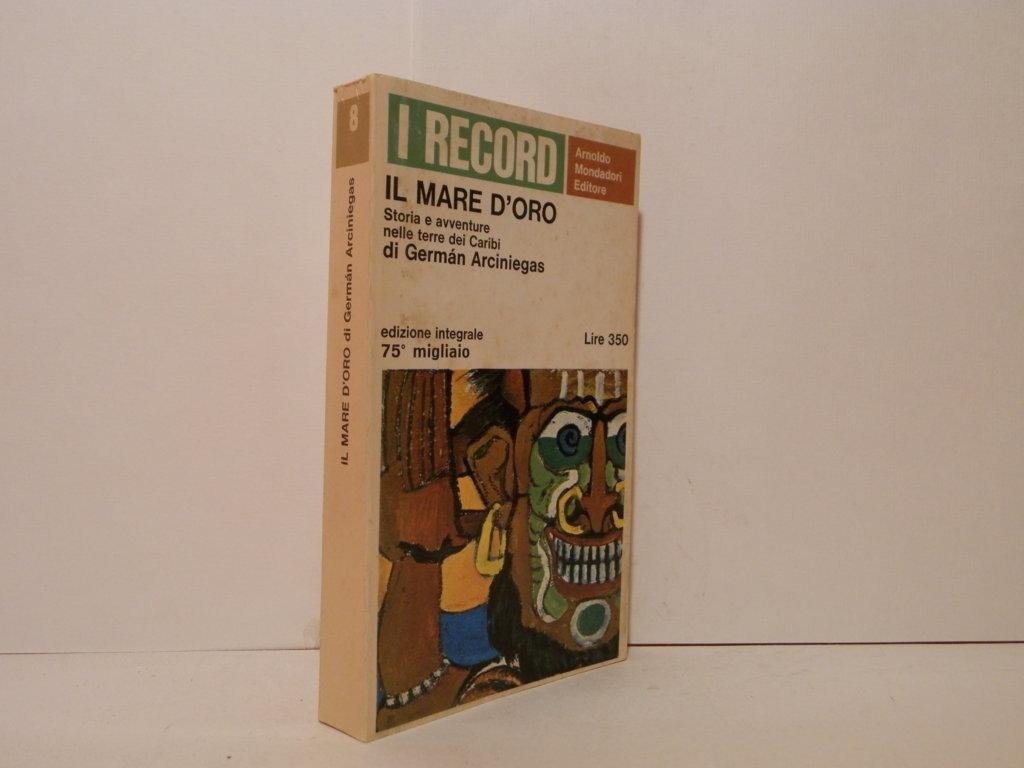 8
IL MARE D'ORO di Germán Arciniegas
I RECORD
Arnoldo
Mondadori
Editore
IL MARE D'ORO
Storia e avventure
nelle terre dei Caribi
di Germán Arciniegas
edizione integrale
75° migliaio
Lire 350